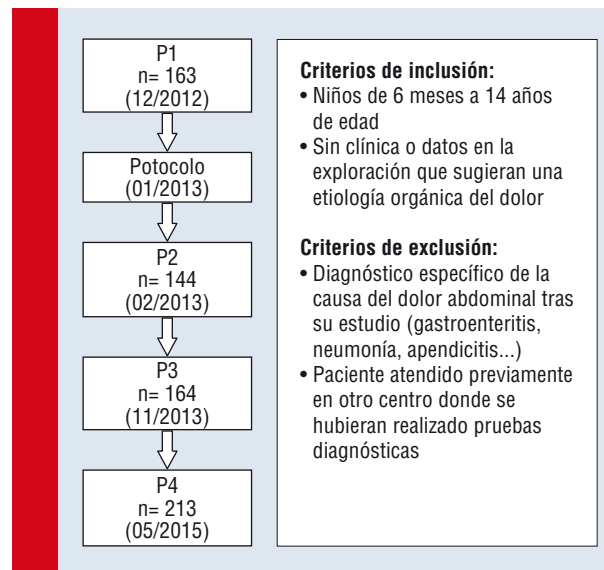 P1
n= 163
(12/2012)
Potocolo
(01/2013)
P2
n= 144
(02/2013)
P3
n= 164
(11/2013)
P4
n= 213
(05/2015)
Criterios de inclusión:
• Niños de 6 meses a 14 años
de edad
• Sin clínica o datos en la
exploración que sugieran una
etiología orgánica del dolor
Criterios de exclusión:
• Diagnóstico específico de la
causa del dolor abdominal tras
su estudio (gastroenteritis,
neumonía, apendicitis...)
• Paciente atendido previamente
en otro centro donde se
hubieran realizado pruebas
diagnósticas